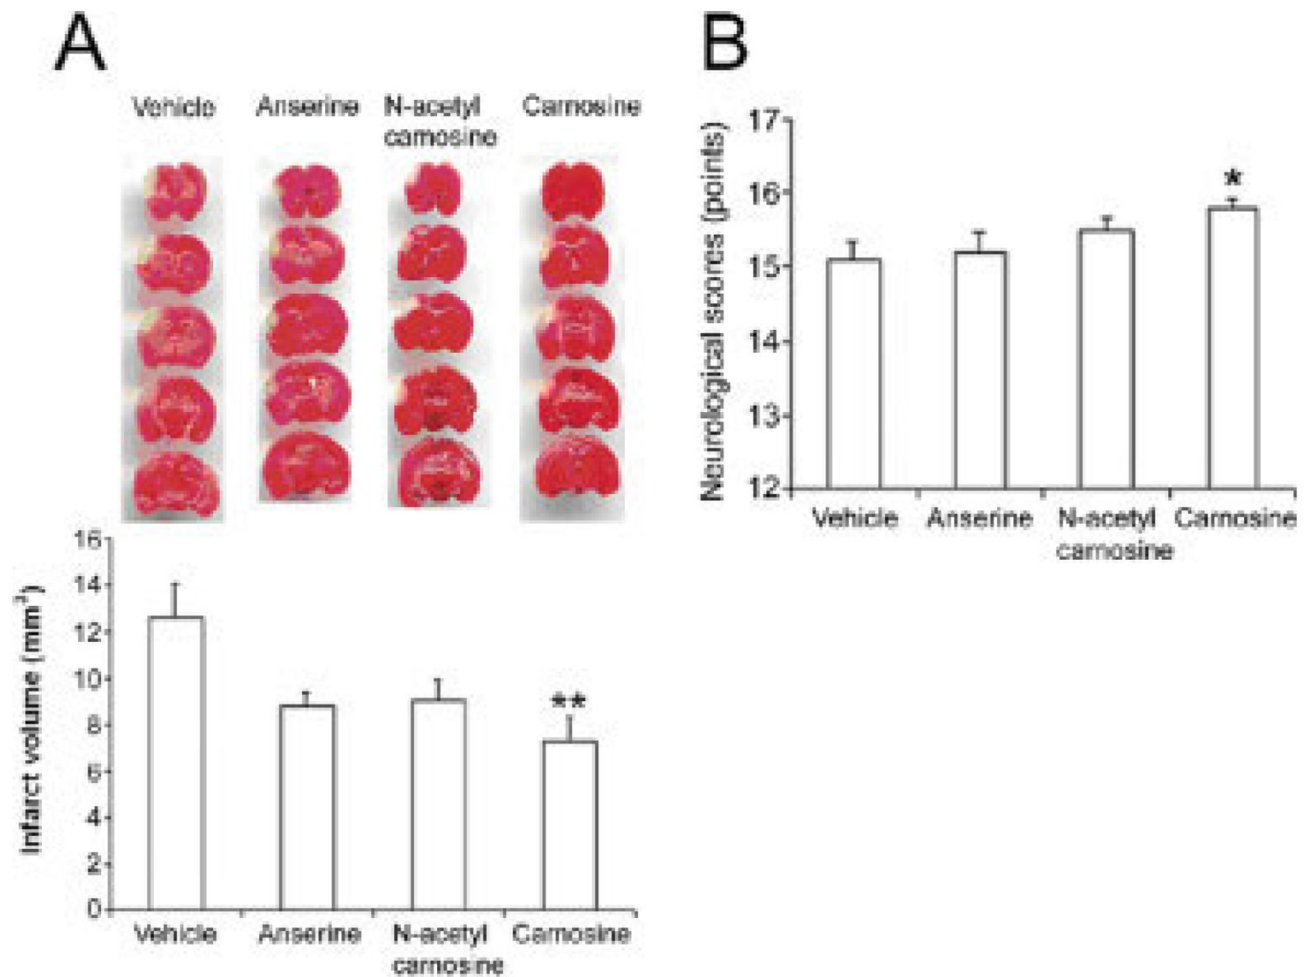 A
Vehicle Anserine N-acetyl carnosine Carnosine
Infarct volume (mm³)
16
14
12
10
8
6
4
2
0
**
Vehicle Anserine N-acetyl carnosine Carnosine
B
Neurological scores (points)
17
16
15
14
13
12
*
Vehicle Anserine N-acetyl carnosine Carnosine